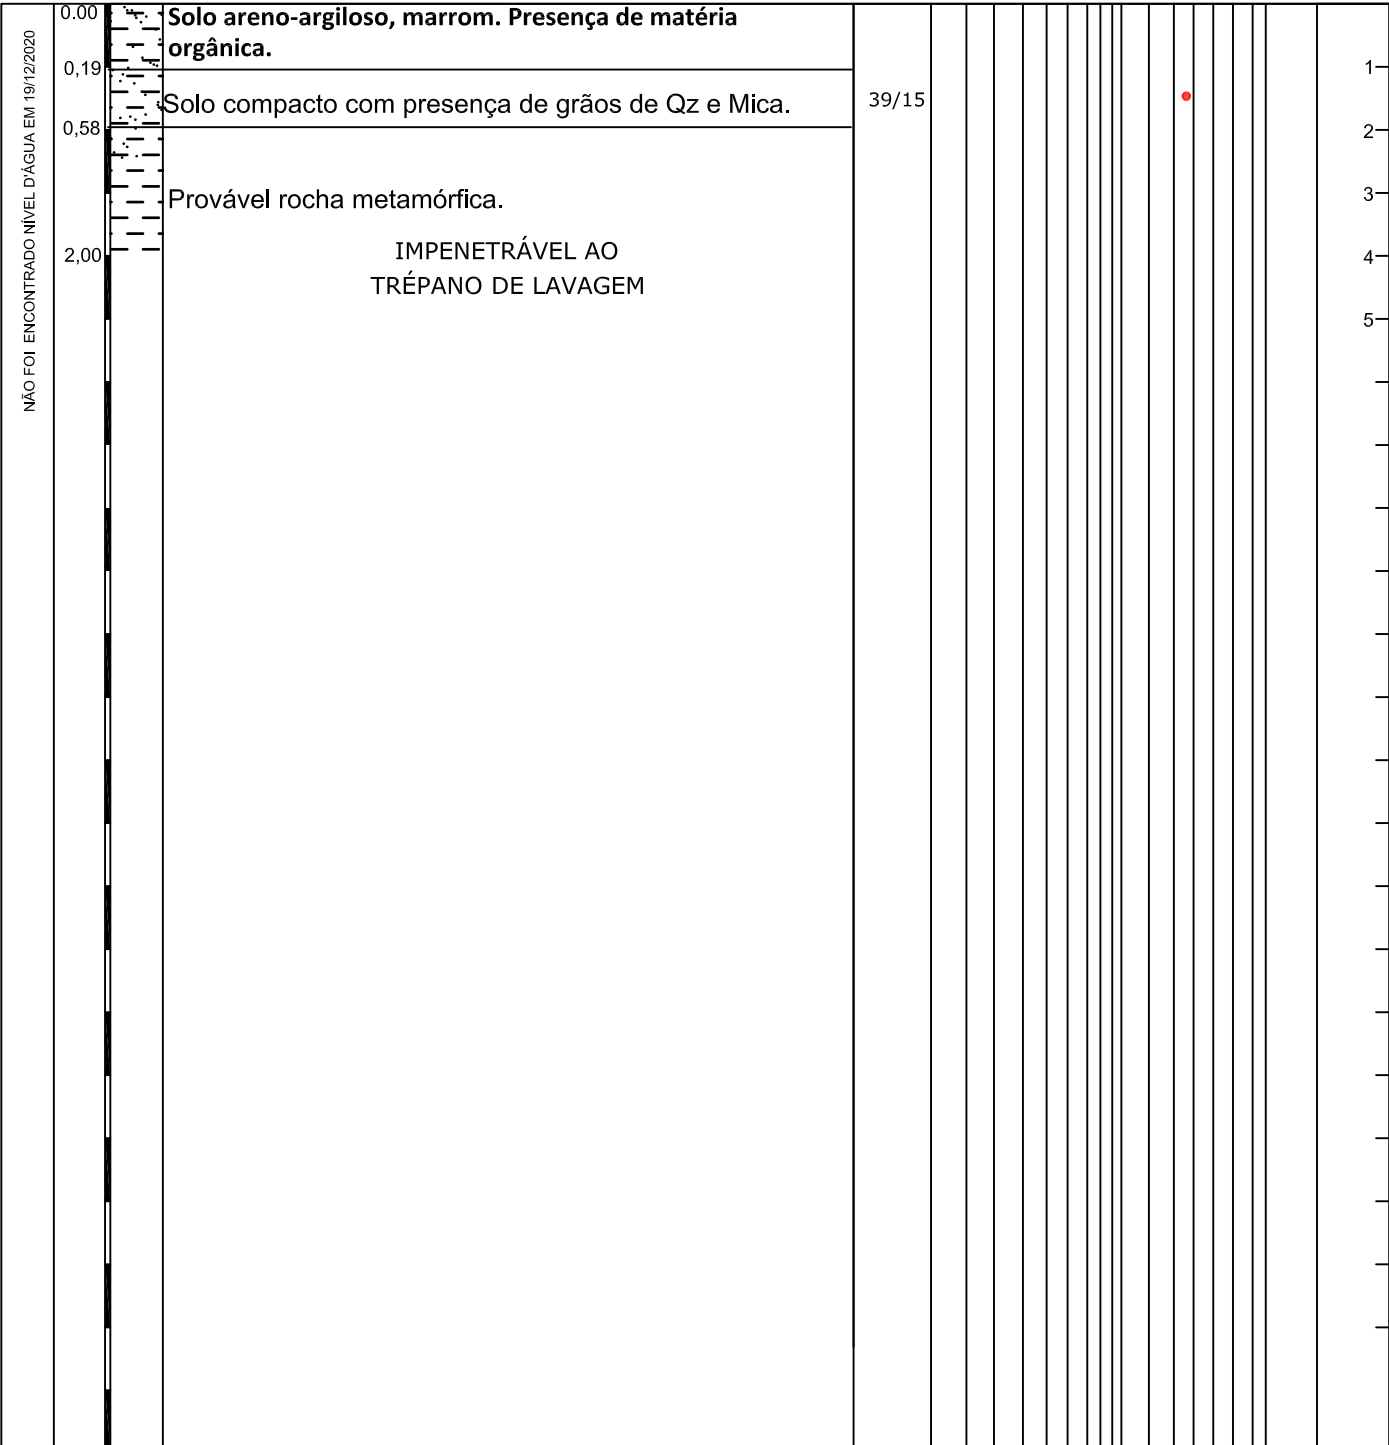 NÃO FOI ENCONTRADO NÍVEL D'ÁGUA EM 19/12/2020
0.00
Solo areno-argiloso, marrom. Presença de matéria
orgânica.
0,19
1
Solo compacto com presença de grãos de Qz e Mica.
39/15
0,58
2
Provável rocha metamórfica.
3
2,00
IMPENETRÁVEL AO
TRÉPANO DE LAVAGEM
4
5